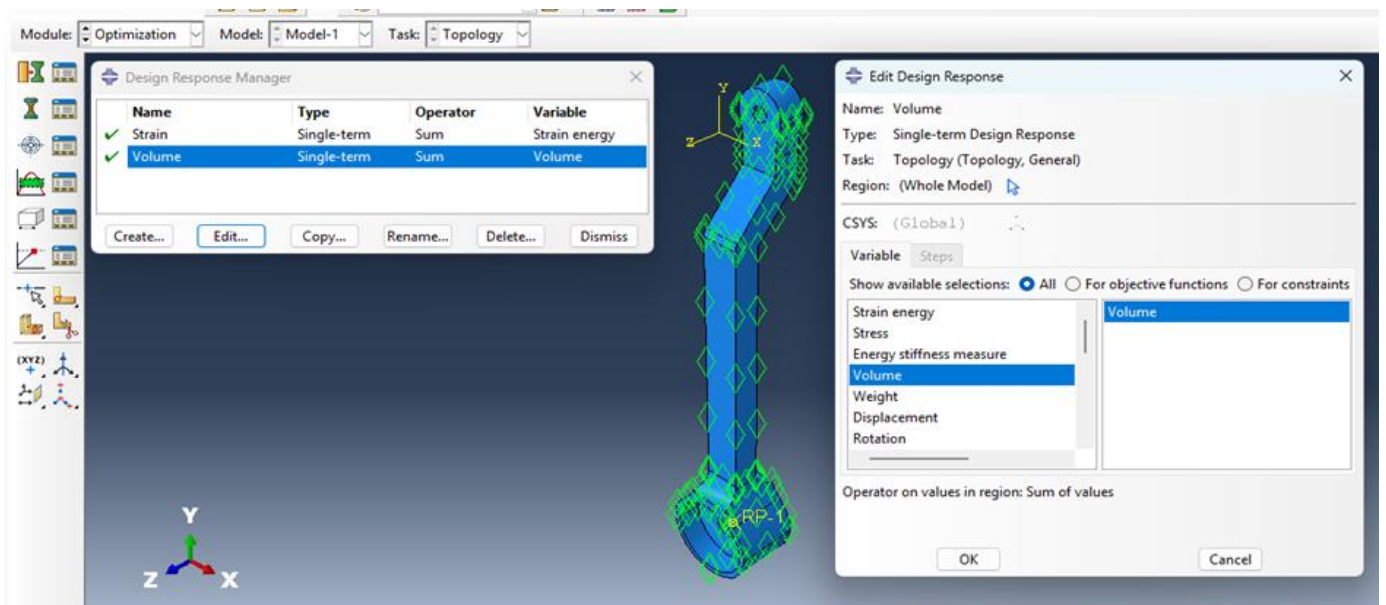 Module: Optimization Model: Model-1 Task: Topology
Design Response Manager
Name Type Operator Variable
Strain Single-term Sum Strain energy
Volume Single-term Sum Volume
Create... Edit... Copy... Rename... Delete... Dismiss
(XYZ)
Y
Z X
RP-1
Y
Z X
Edit Design Response
Name: Volume
Type: Single-term Design Response
Task: Topology (Topology, General)
Region: (Whole Model)
CSYS: (Global)
Variable Steps
Show available selections: All For objective functions For constraints
Strain energy
Stress
Energy stiffness measure
Volume
Weight
Displacement
Rotation
Volume
Operator on values in region: Sum of values
OK Cancel